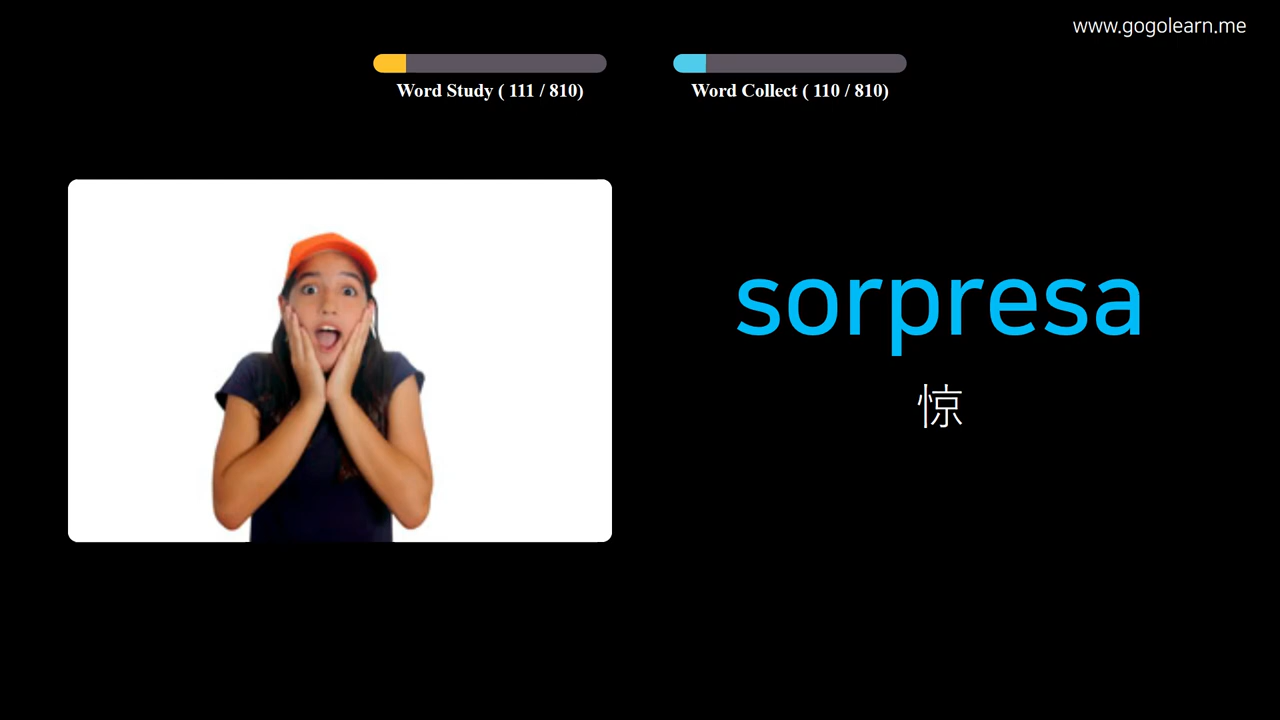 www.gogolearn.me
Word Study ( 111 / 810)
Word Collect ( 110 / 810)
sorpresa
惊